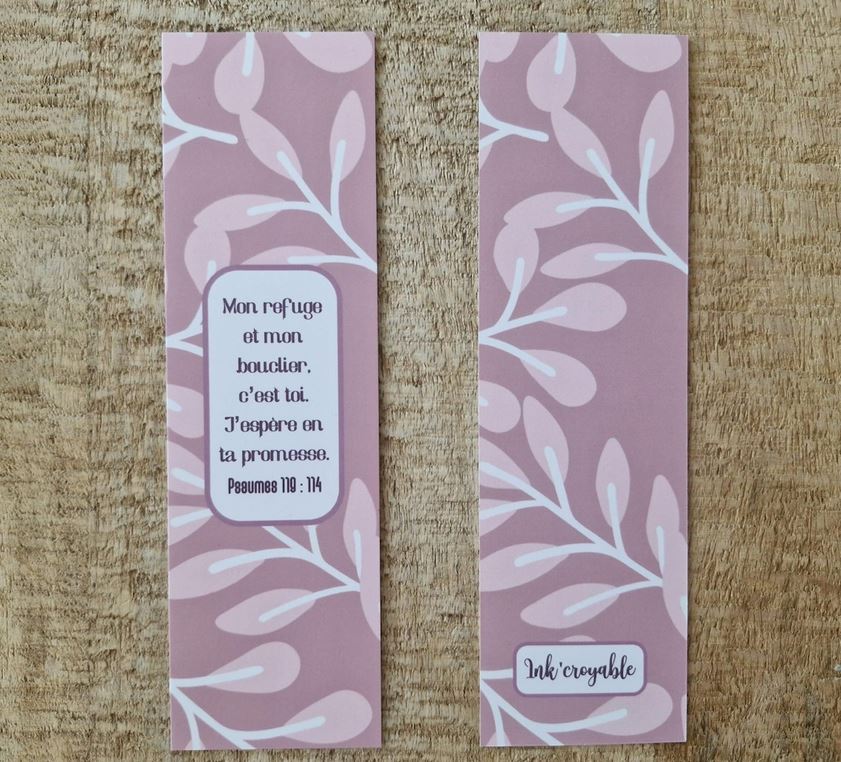 Mon refuge
et mon
bouclier,
c'est toi.
J'espère en
ta promesse.
Psaumes 119 : 114
Ink'croyable